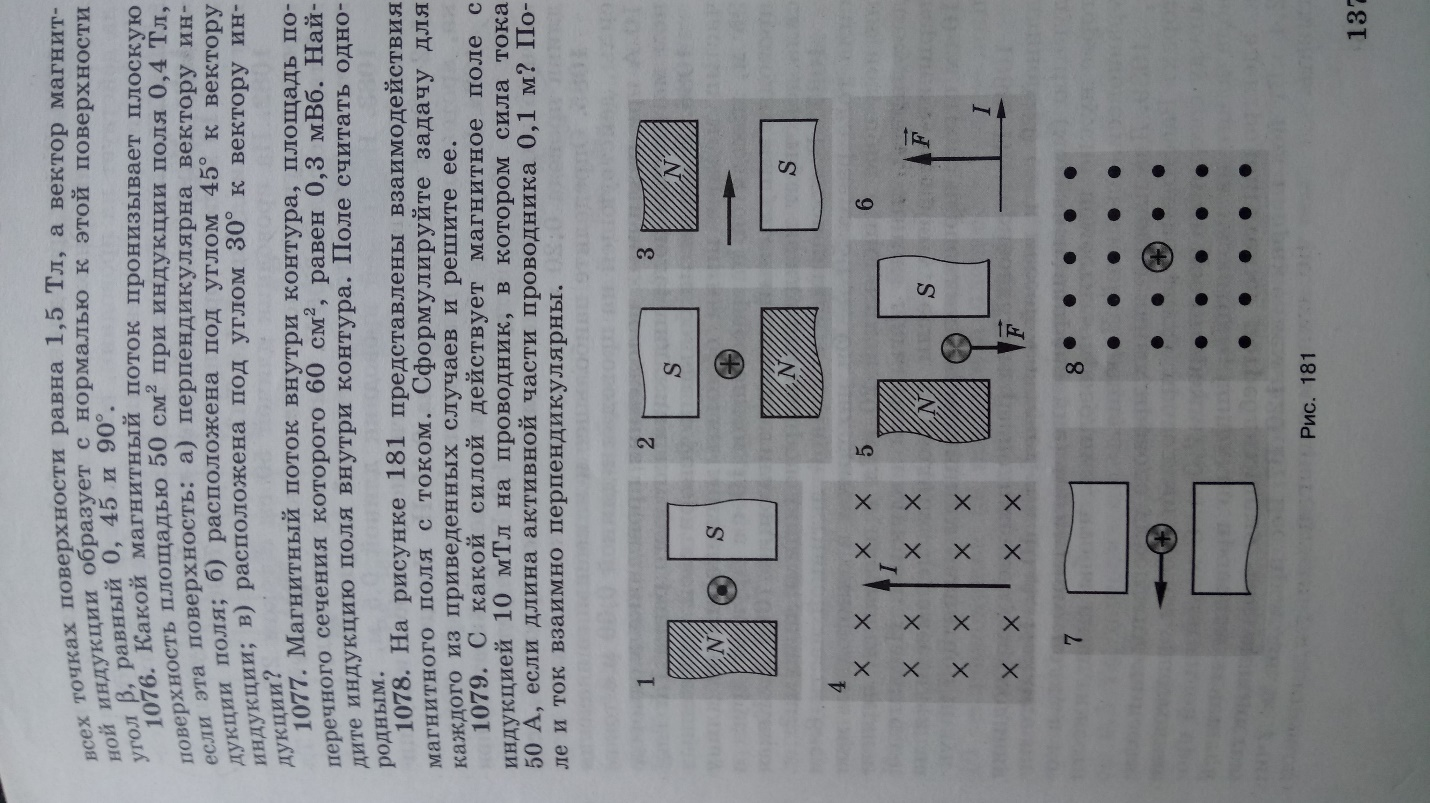 всех точках поверхности равна 1,5 Тл, а вектор магнит-
ной индукции образует с нормалью к этой поверхности
угол β, равный 0, 45 и 90°.
1076. Какой магнитный поток пронизывает плоскую
поверхность площадью 50 см² при индукции поля 0,4 Тл,
если эта поверхность: а) перпендикулярна вектору ин-
дукции поля; б) расположена под углом 45° к вектору
индукции; в) расположена под углом 30° к вектору ин-
дукции?
1077. Магнитный поток внутри контура, площадь по-
перечного сечения которого 60 см², равен 0,3 мВб. Най-
дите индукцию поля внутри контура. Поле считать одно-
родным.
1078. На рисунке 181 представлены взаимодействия
магнитного поля с током. Сформулируйте задачу для
каждого из приведенных случаев и решите ее.
1079. С какой силой действует магнитное поле с
индукцией 10 мТл на проводник, в котором сила тока
50 А, если длина активной части проводника 0,1 м? По-
ле и ток взаимно перпендикулярны.
1
N
S
2
S
N
3
N
S
4
I
5
N
S
F
6
F
I
7
8
Рис. 181
137